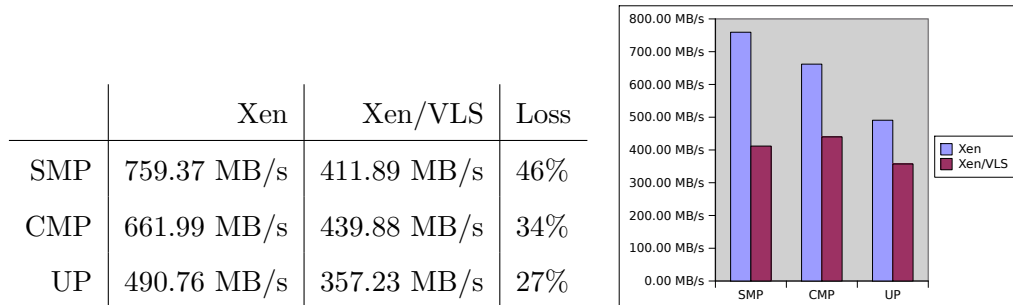 Xen Xen/VLS Loss
SMP 759.37 MB/s 411.89 MB/s 46%
CMP 661.99 MB/s 439.88 MB/s 34%
UP 490.76 MB/s 357.23 MB/s 27%
800.00 MB/s
700.00 MB/s
600.00 MB/s
500.00 MB/s
400.00 MB/s
300.00 MB/s
200.00 MB/s
100.00 MB/s
0.00 MB/s
SMP CMP UP
Xen
Xen/VLS